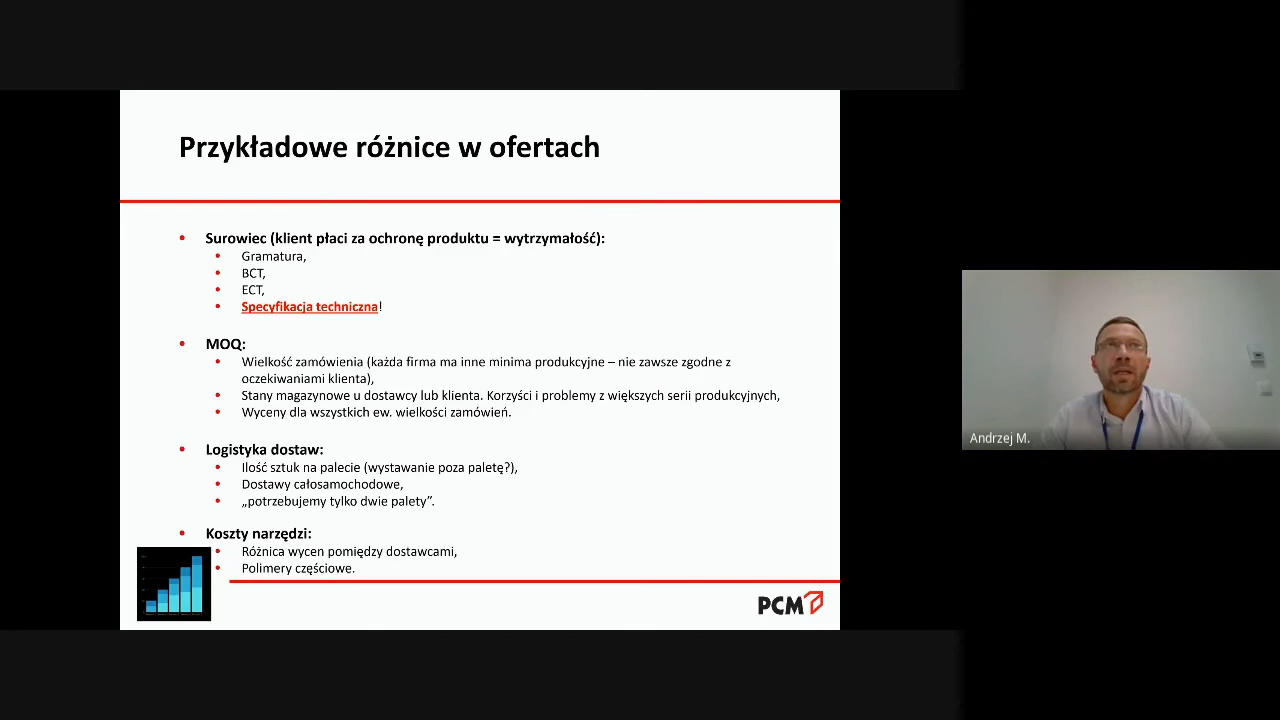 Przykładowe różnice w ofertach
• Surowiec (klient płaci za ochronę produktu = wytrzymałość):
• Gramatura,
• BCT,
• ECT,
• Specyfikacja techniczna!
• MOQ:
• Wielkość zamówienia (każda firma ma inne minima produkcyjne – nie zawsze zgodne z
oczekiwaniami klienta),
• Stany magazynowe u dostawcy lub klienta. Korzyści i problemy z większych serii produkcyjnych,
• Wyceny dla wszystkich ew. wielkości zamówień.
• Logistyka dostaw:
• Ilość sztuk na palecie (wystawanie poza paletę?),
• Dostawy całosamochodowe,
• „potrzebujemy tylko dwie palety”.
• Koszty narzędzi:
• Różnica wycen pomiędzy dostawcami,
• Polimery częściowe.
PCM
Andrzej M.